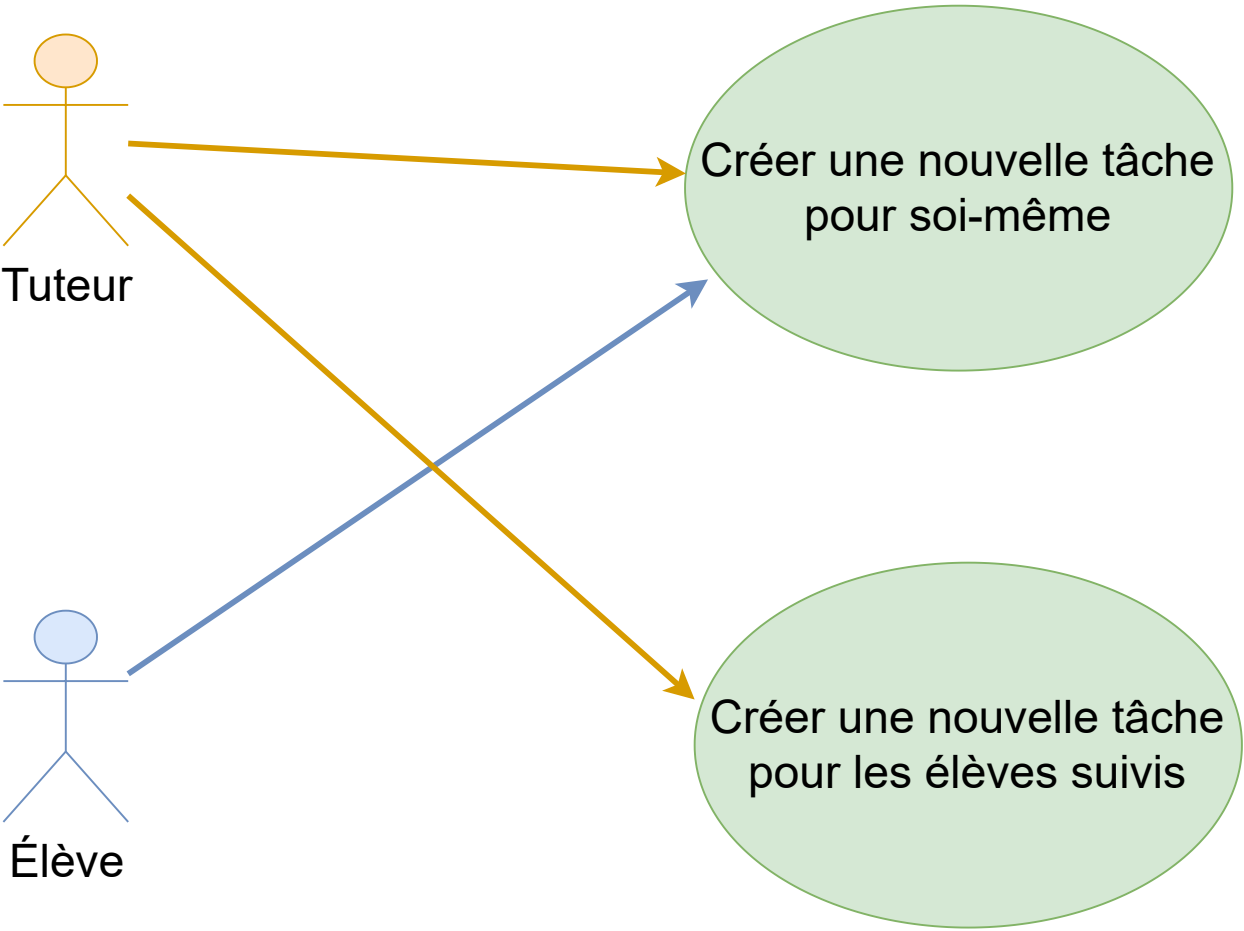 Créer une nouvelle tâche
pour soi-même
Tuteur
Créer une nouvelle tâche
pour les élèves suivis
Élève